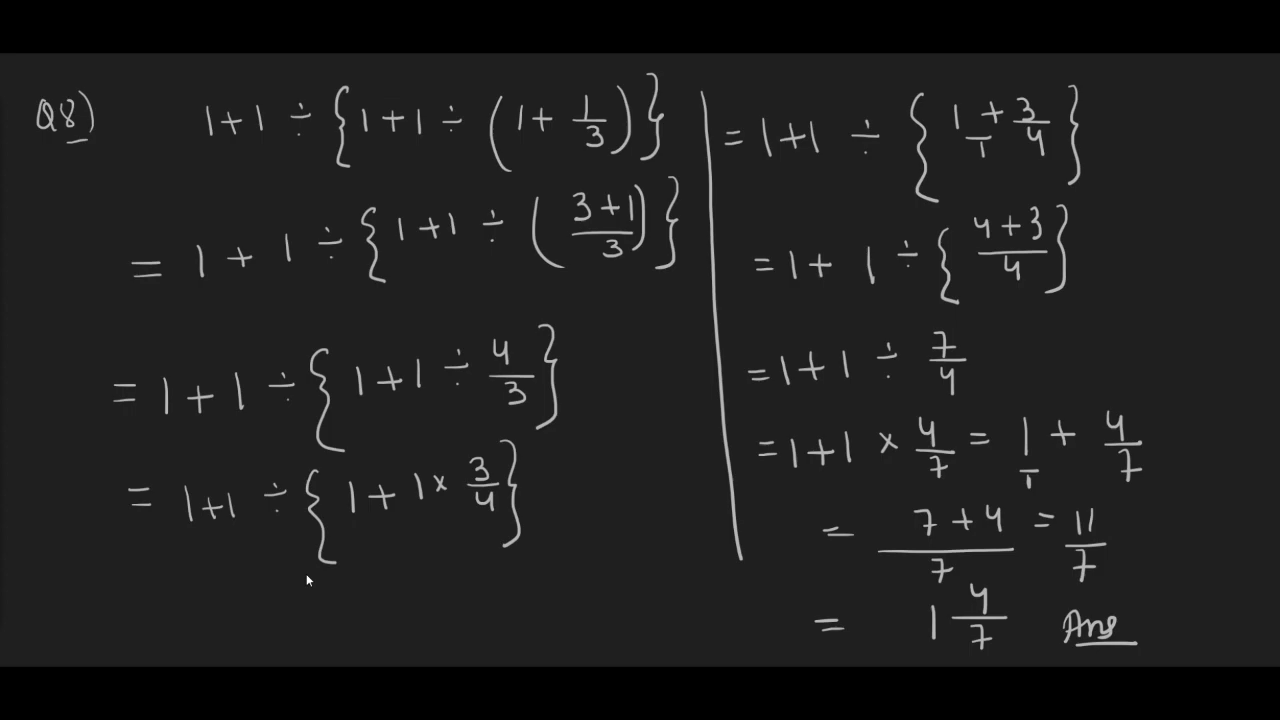 Q8) 1+1 ÷ {1+1 ÷ (1+ 1/3)}
= 1 + 1 ÷ {1+1 ÷ (3+1/3)}
= 1 + 1 ÷ {1+1 ÷ 4/3}
= 1+1 ÷ {1+1 × 3/4}
= 1+1 ÷ {1/1 + 3/4}
= 1+ 1 ÷ {4+3/4}
= 1+1 ÷ 7/4
= 1+1 × 4/7 = 1/1 + 4/7
= 7+4/7 = 11/7
= 1 4/7 Ans